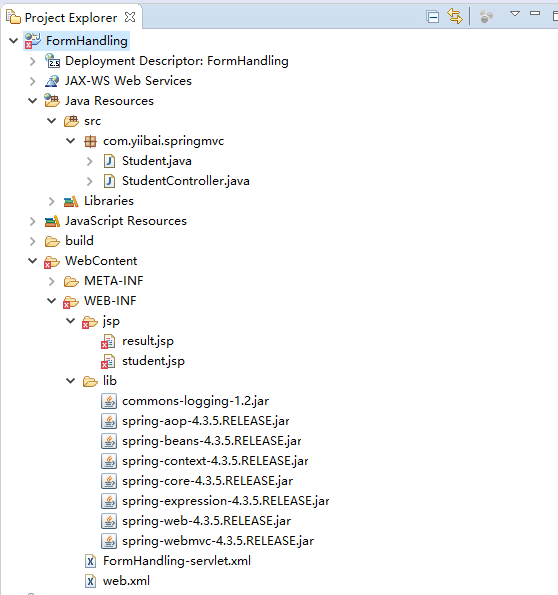 Project Explorer
FormHandling
Deployment Descriptor: FormHandling
JAX-WS Web Services
Java Resources
src
com.yiibai.springmvc
Student.java
StudentController.java
Libraries
JavaScript Resources
build
WebContent
META-INF
WEB-INF
jsp
result.jsp
student.jsp
lib
commons-logging-1.2.jar
spring-aop-4.3.5.RELEASE.jar
spring-beans-4.3.5.RELEASE.jar
spring-context-4.3.5.RELEASE.jar
spring-core-4.3.5.RELEASE.jar
spring-expression-4.3.5.RELEASE.jar
spring-web-4.3.5.RELEASE.jar
spring-webmvc-4.3.5.RELEASE.jar
FormHandling-servlet.xml
web.xml